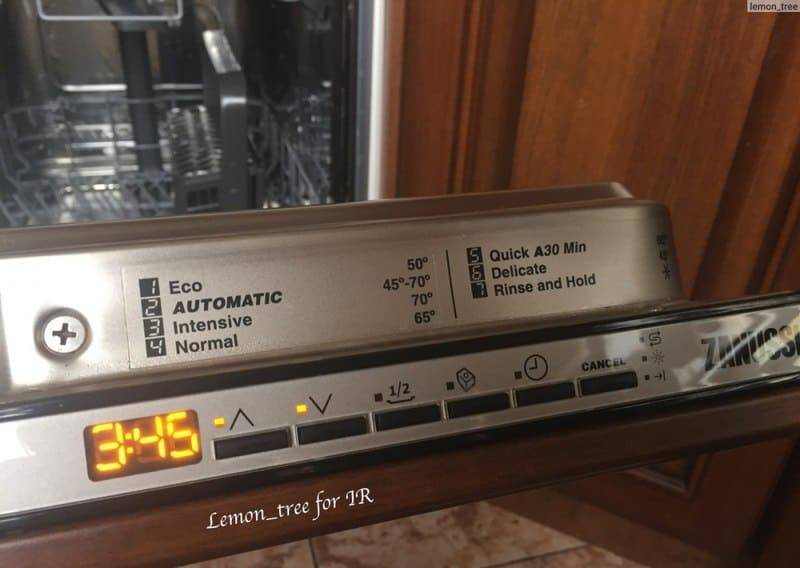 lemon_tree
1 Eco 50°
2 AUTOMATIC 45°-70°
3 Intensive 70°
4 Normal 65°
5 Quick A30 Min
6 Delicate
7 Rinse and Hold
3:45
1/2
CANCEL
ZANUSSI
Lemon_tree for IR